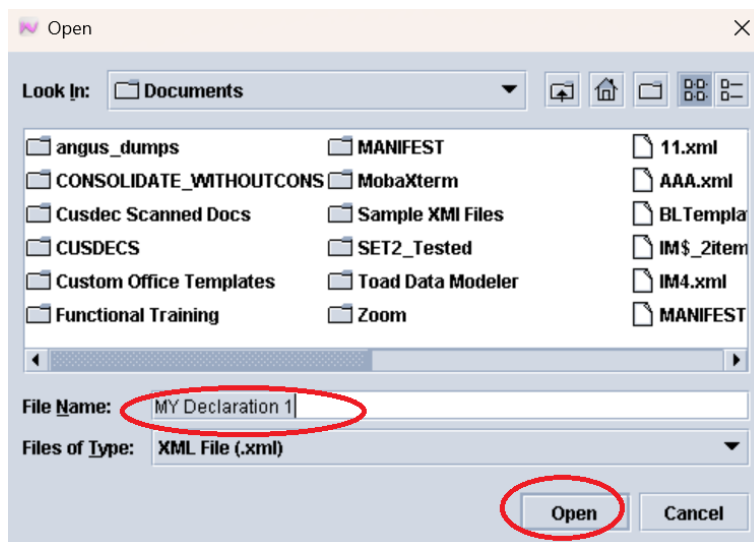 Open
Look In: Documents
angus_dumps MANIFEST 11.xml
CONSOLIDATE_WITHOUTCONS MobaXterm AAA.xml
Cusdec Scanned Docs Sample XMl Files BLTempla
CUSDECS SET2_Tested IM$_2item
Custom Office Templates Toad Data Modeler IM4.xml
Functional Training Zoom MANIFEST
File Name: MY Declaration 1
Files of Type: XML File (.xml)
Open Cancel